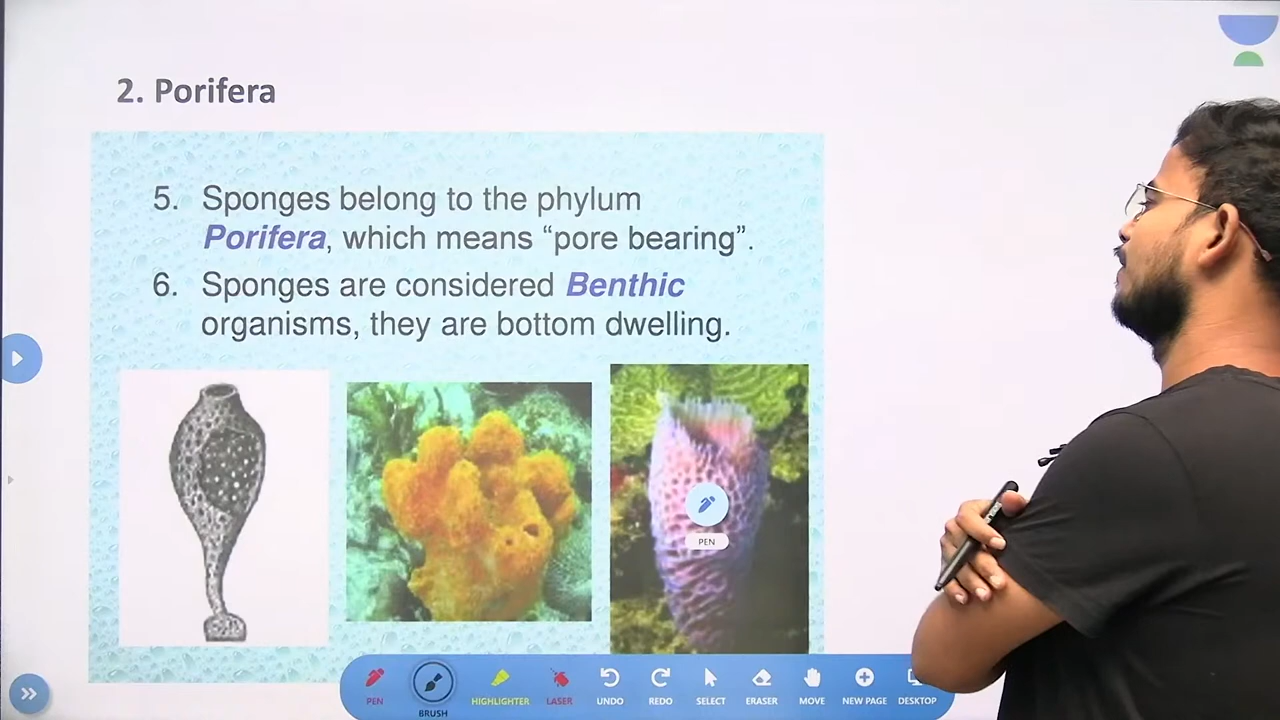 2. Porifera
5. Sponges belong to the phylum
Porifera, which means “pore bearing”.
6. Sponges are considered Benthic
organisms, they are bottom dwelling.
PEN
PEN
BRUSH
HIGHLIGHTER
LASER
UNDO
REDO
SELECT
ERASER
MOVE
NEW PAGE
DESKTOP